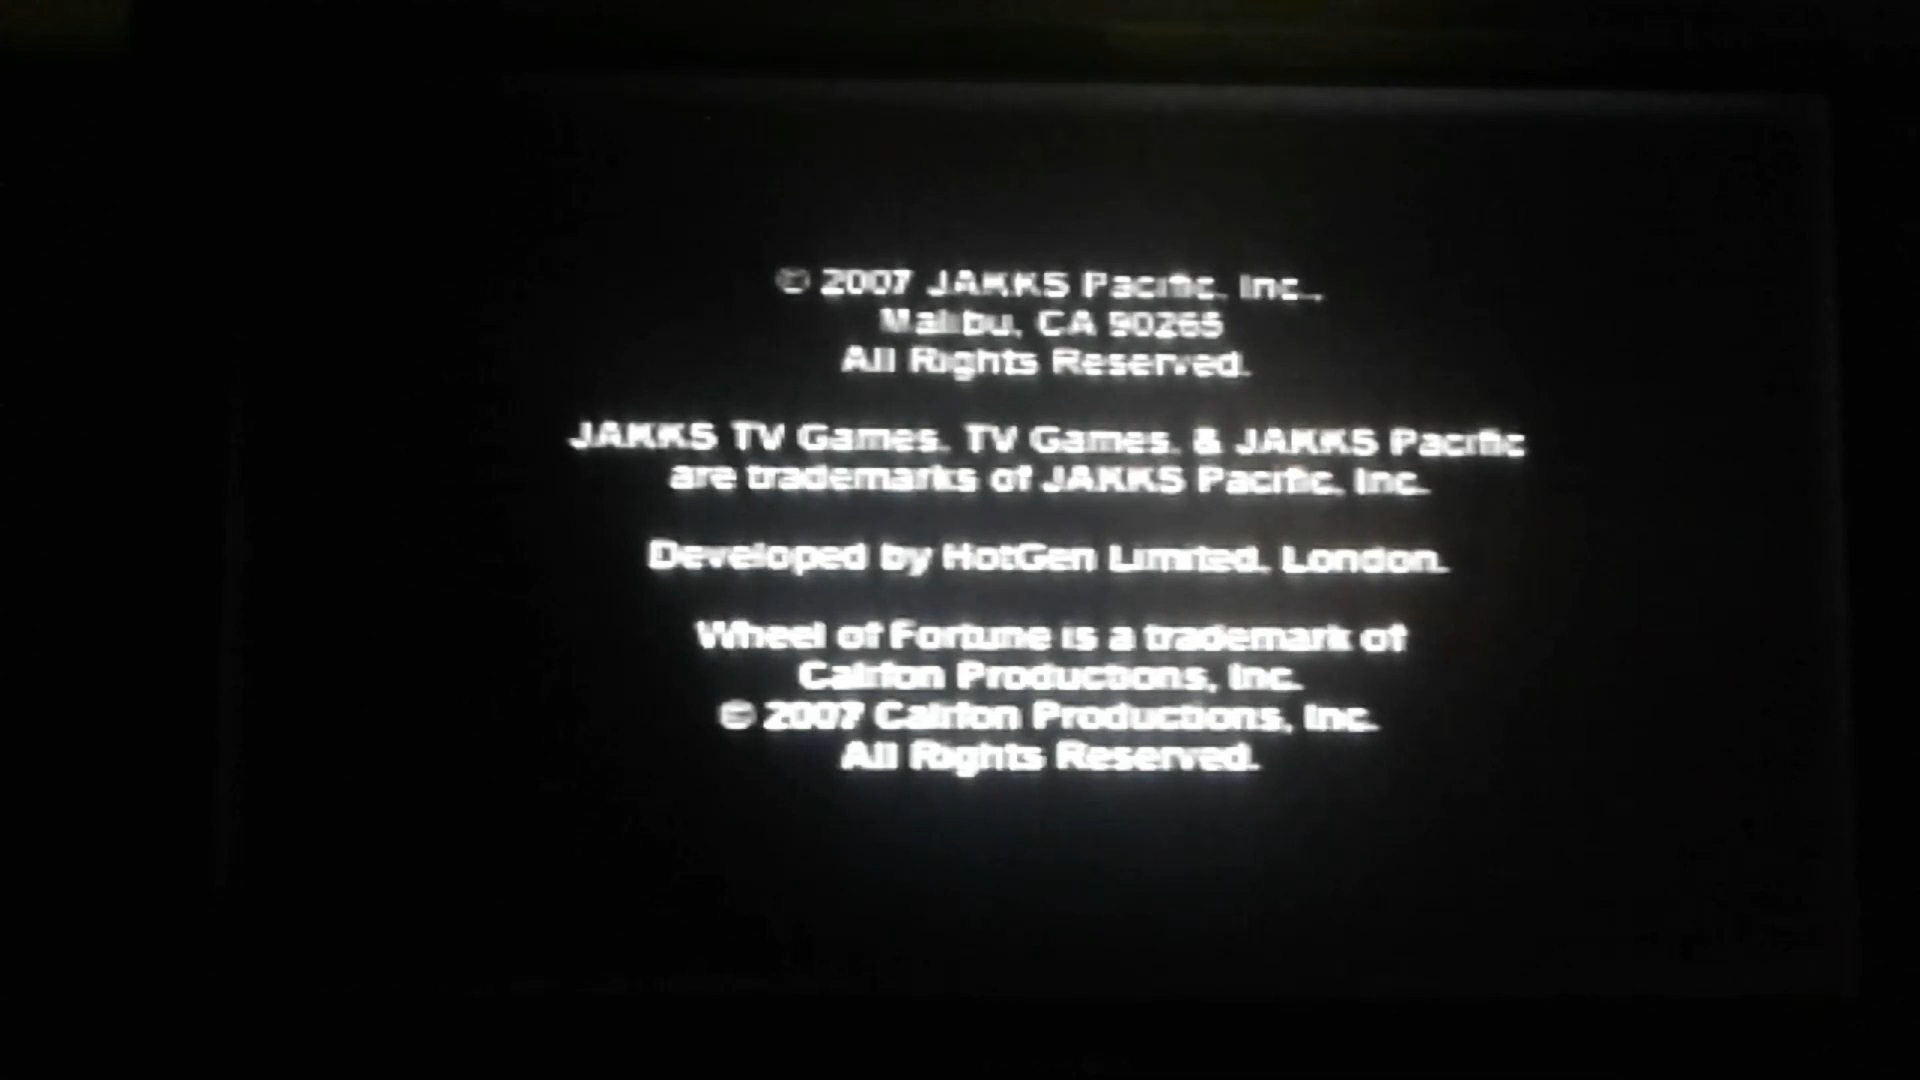 © 2007 JAKKS Pacific, Inc.,
Malibu, CA 90265
All Rights Reserved.
JAKKS TV Games, TV Games, & JAKKS Pacific
are trademarks of JAKKS Pacific, Inc.
Developed by HotGen Limited, London.
Wheel of Fortune is a trademark of
Calrfon Productions, Inc.
© 2007 Calrfon Productions, Inc.
All Rights Reserved.